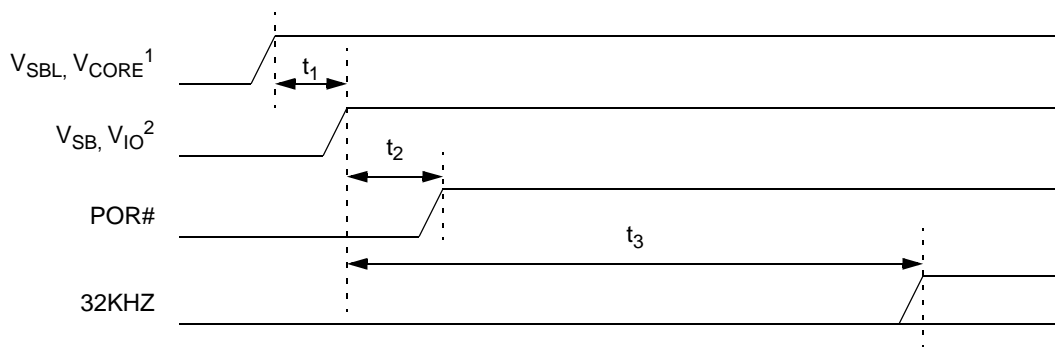 V_SBL, V_CORE^1
t_1
V_SB, V_IO^2
t_2
POR#
t_3
32KHZ